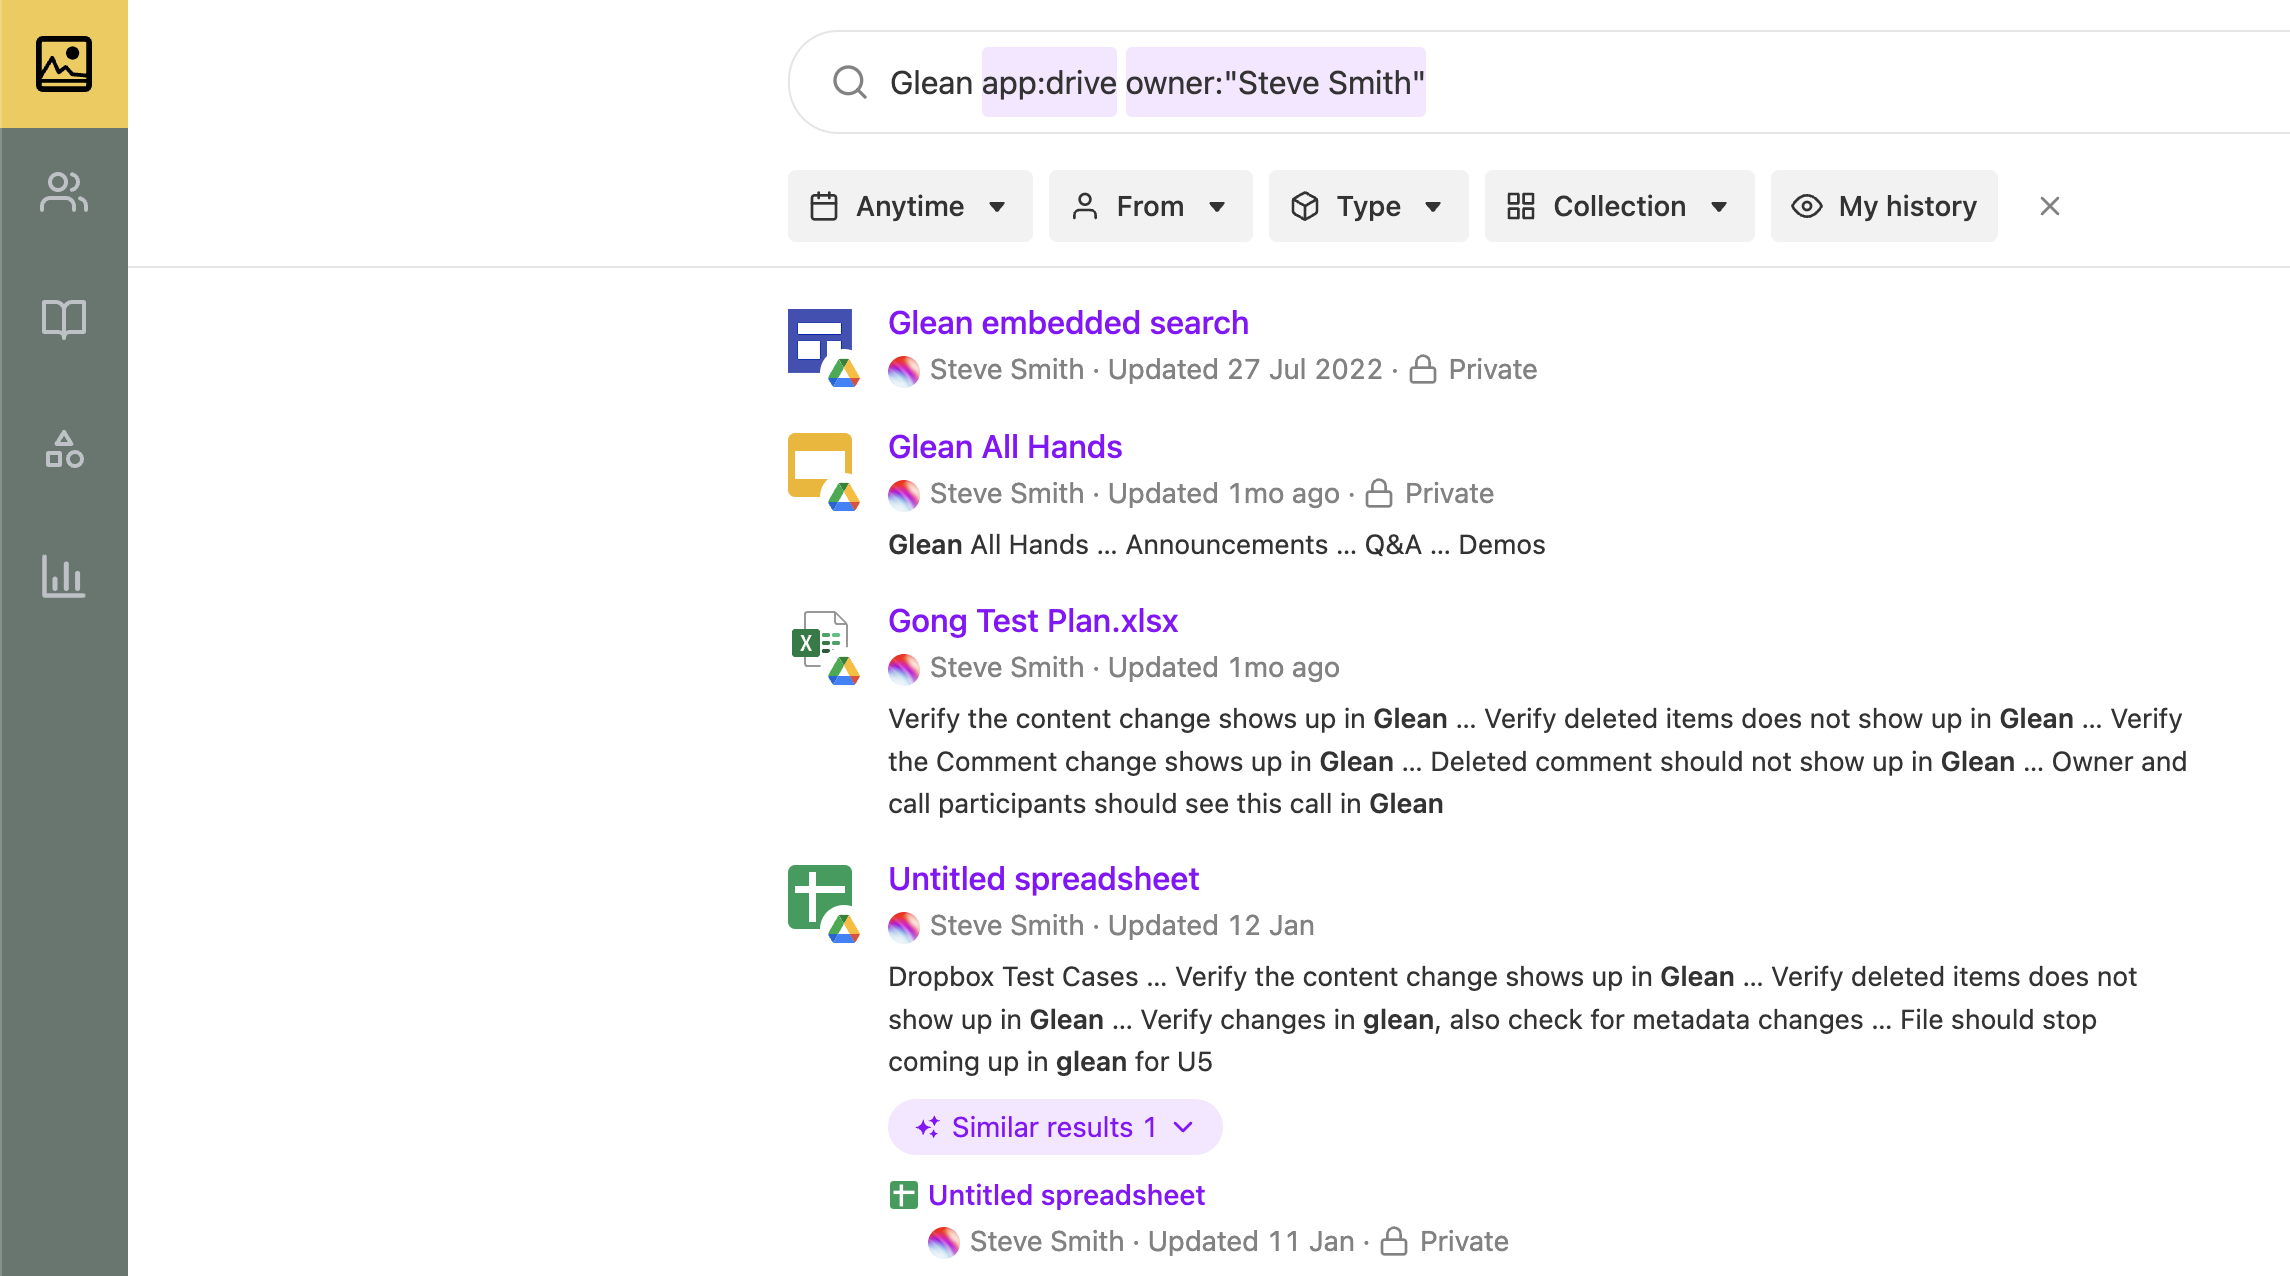 Glean app:drive owner:"Steve Smith"
Anytime From Type Collection My history
Glean embedded search
Steve Smith · Updated 27 Jul 2022 · Private
Glean All Hands
Steve Smith · Updated 1mo ago · Private
Glean All Hands ... Announcements ... Q&A ... Demos
Gong Test Plan.xlsx
X
Steve Smith · Updated 1mo ago
Verify the content change shows up in Glean ... Verify deleted items does not show up in Glean ... Verify
the Comment change shows up in Glean ... Deleted comment should not show up in Glean ... Owner and
call participants should see this call in Glean
Untitled spreadsheet
Steve Smith · Updated 12 Jan
Dropbox Test Cases ... Verify the content change shows up in Glean ... Verify deleted items does not
show up in Glean ... Verify changes in glean, also check for metadata changes ... File should stop
coming up in glean for U5
Similar results 1
Untitled spreadsheet
Steve Smith · Updated 11 Jan · Private